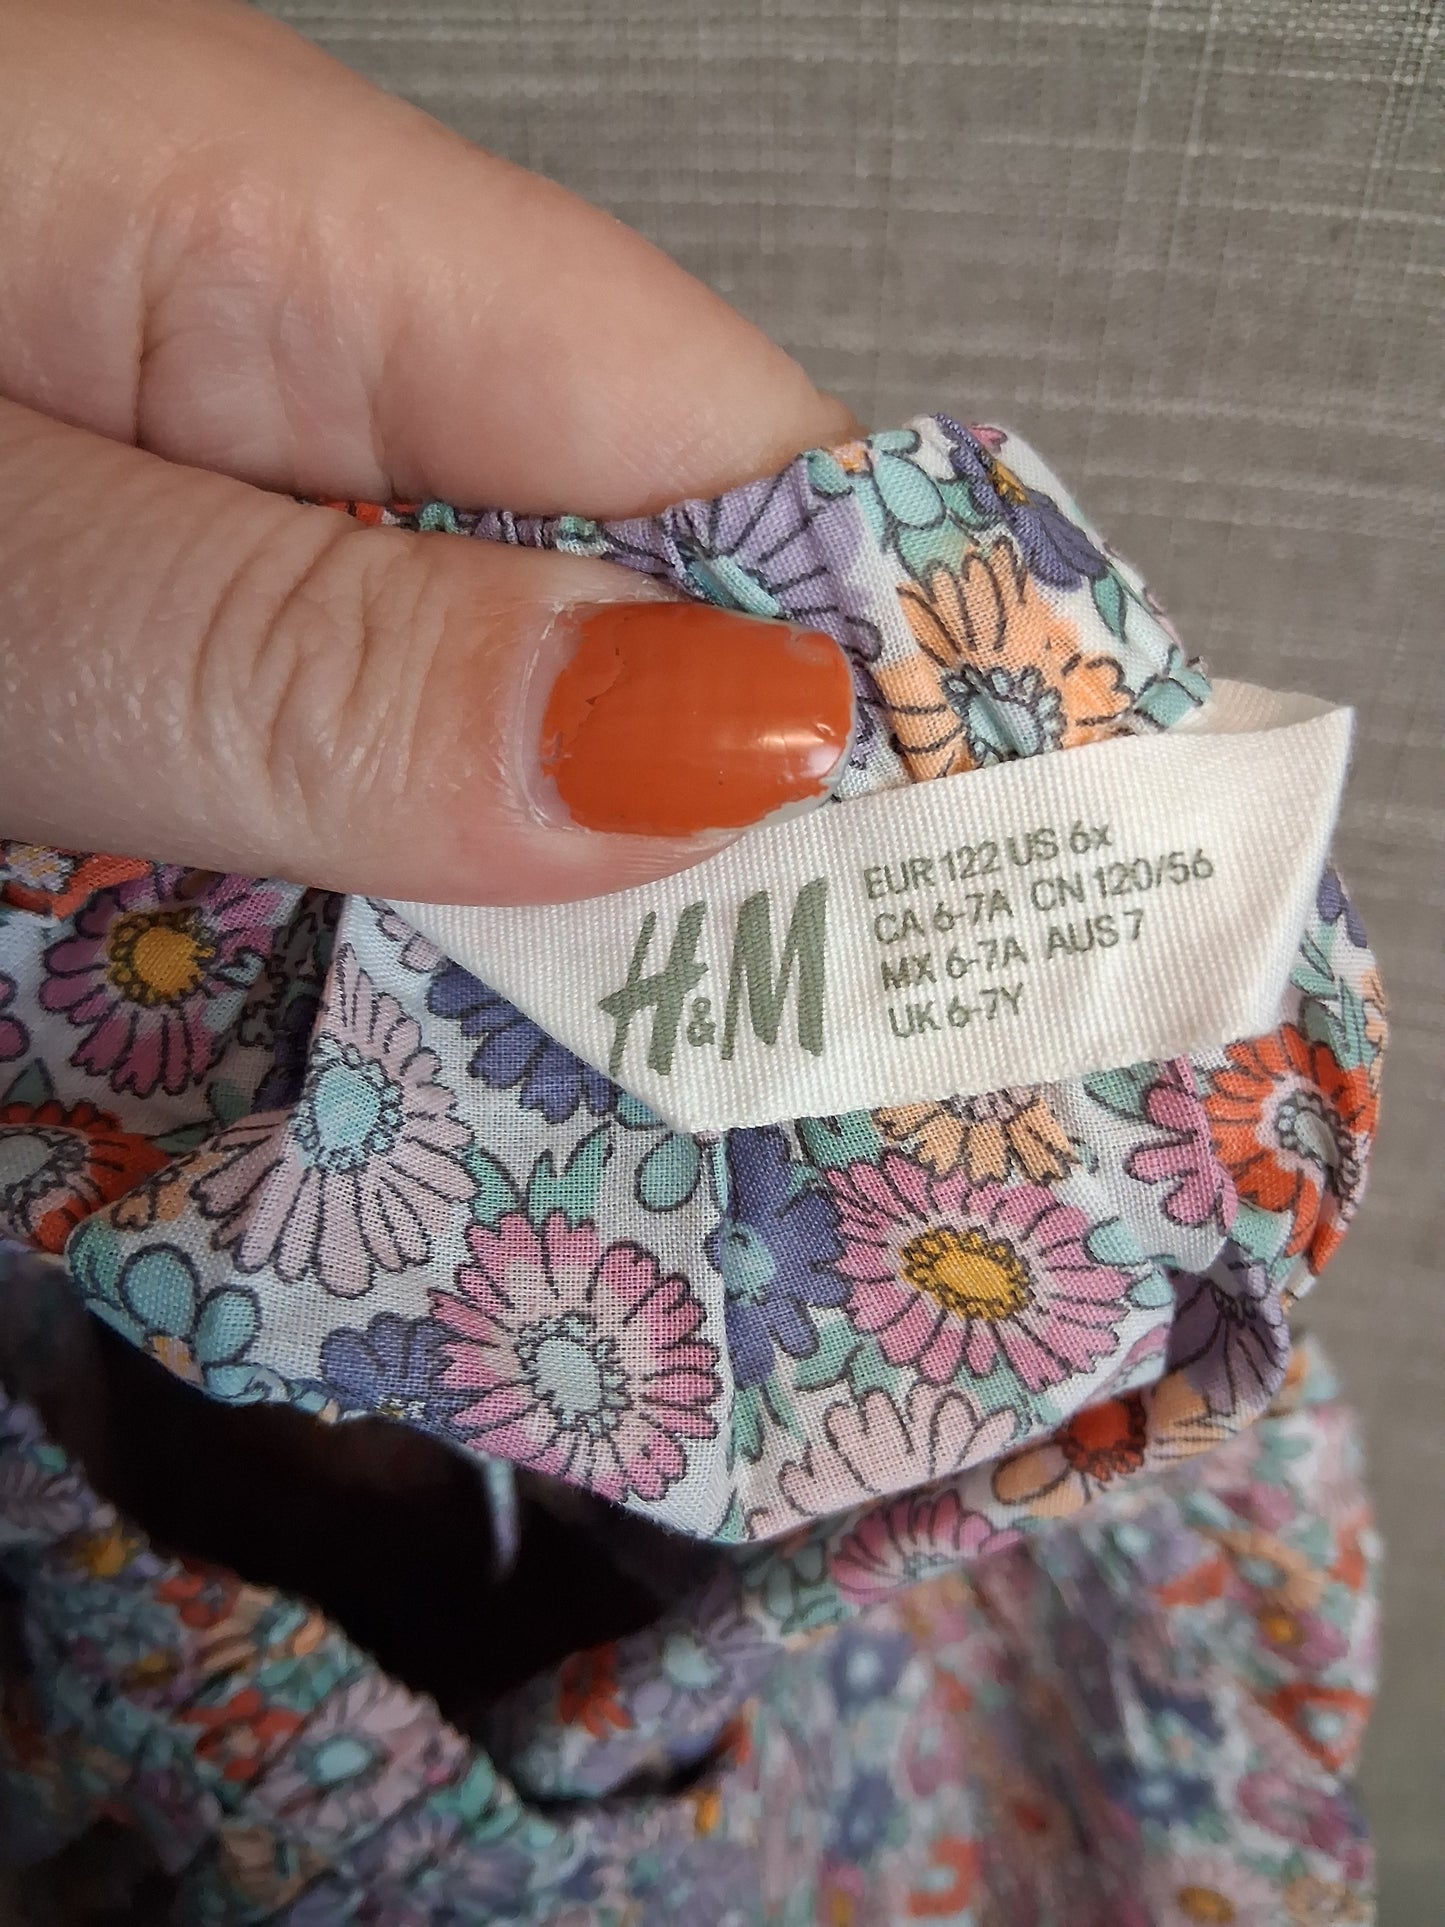 H&M
EUR 122 US 6x
CA 6-7A CN 120/56
MX 6-7A AUS 7
UK 6-7Y